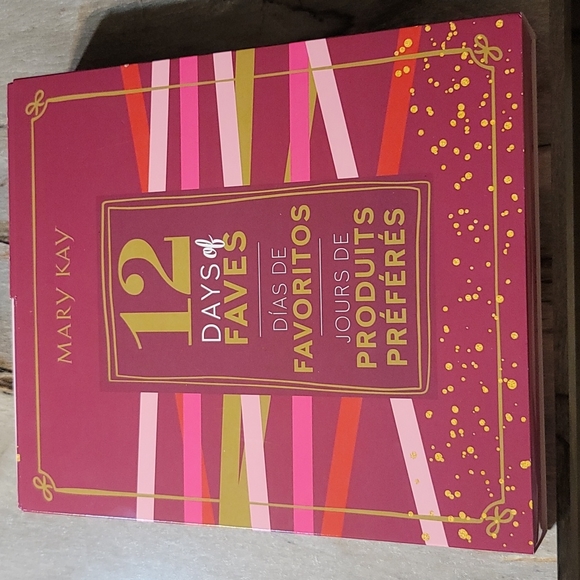 MARY KAY
12
DAYS of
FAVES
DÍAS DE
FAVORITOS
JOURS DE
PRODUITS
PRÉFÉRÉS